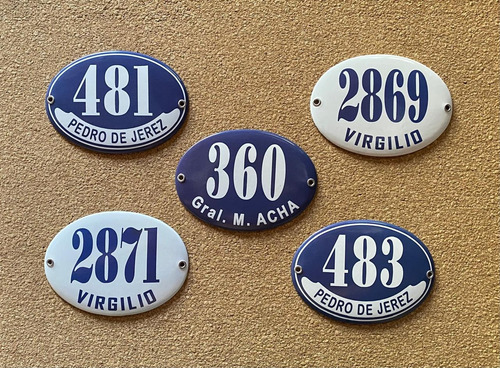 481
PEDRO DE JEREZ
2869
VIRGILIO
360
Gral. M. ACHA
2871
VIRGILIO
483
PEDRO DE JEREZ